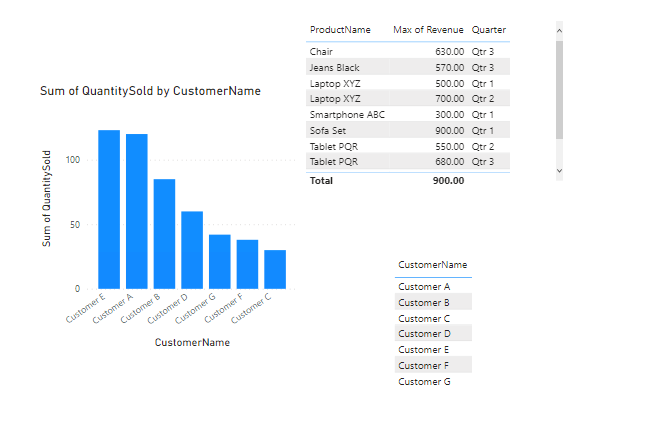 ProductName Max of Revenue Quarter
Chair 630.00 Qtr 3
Jeans Black 570.00 Qtr 3
Laptop XYZ 500.00 Qtr 1
Laptop XYZ 700.00 Qtr 2
Smartphone ABC 300.00 Qtr 1
Sofa Set 900.00 Qtr 1
Tablet PQR 550.00 Qtr 2
Tablet PQR 680.00 Qtr 3
Total 900.00
Sum of QuantitySold by CustomerName
Sum of QuantitySold
100
50
0
Customer E
Customer A
Customer B
Customer D
Customer G
Customer F
Customer C
CustomerName
CustomerName
Customer A
Customer B
Customer C
Customer D
Customer E
Customer F
Customer G